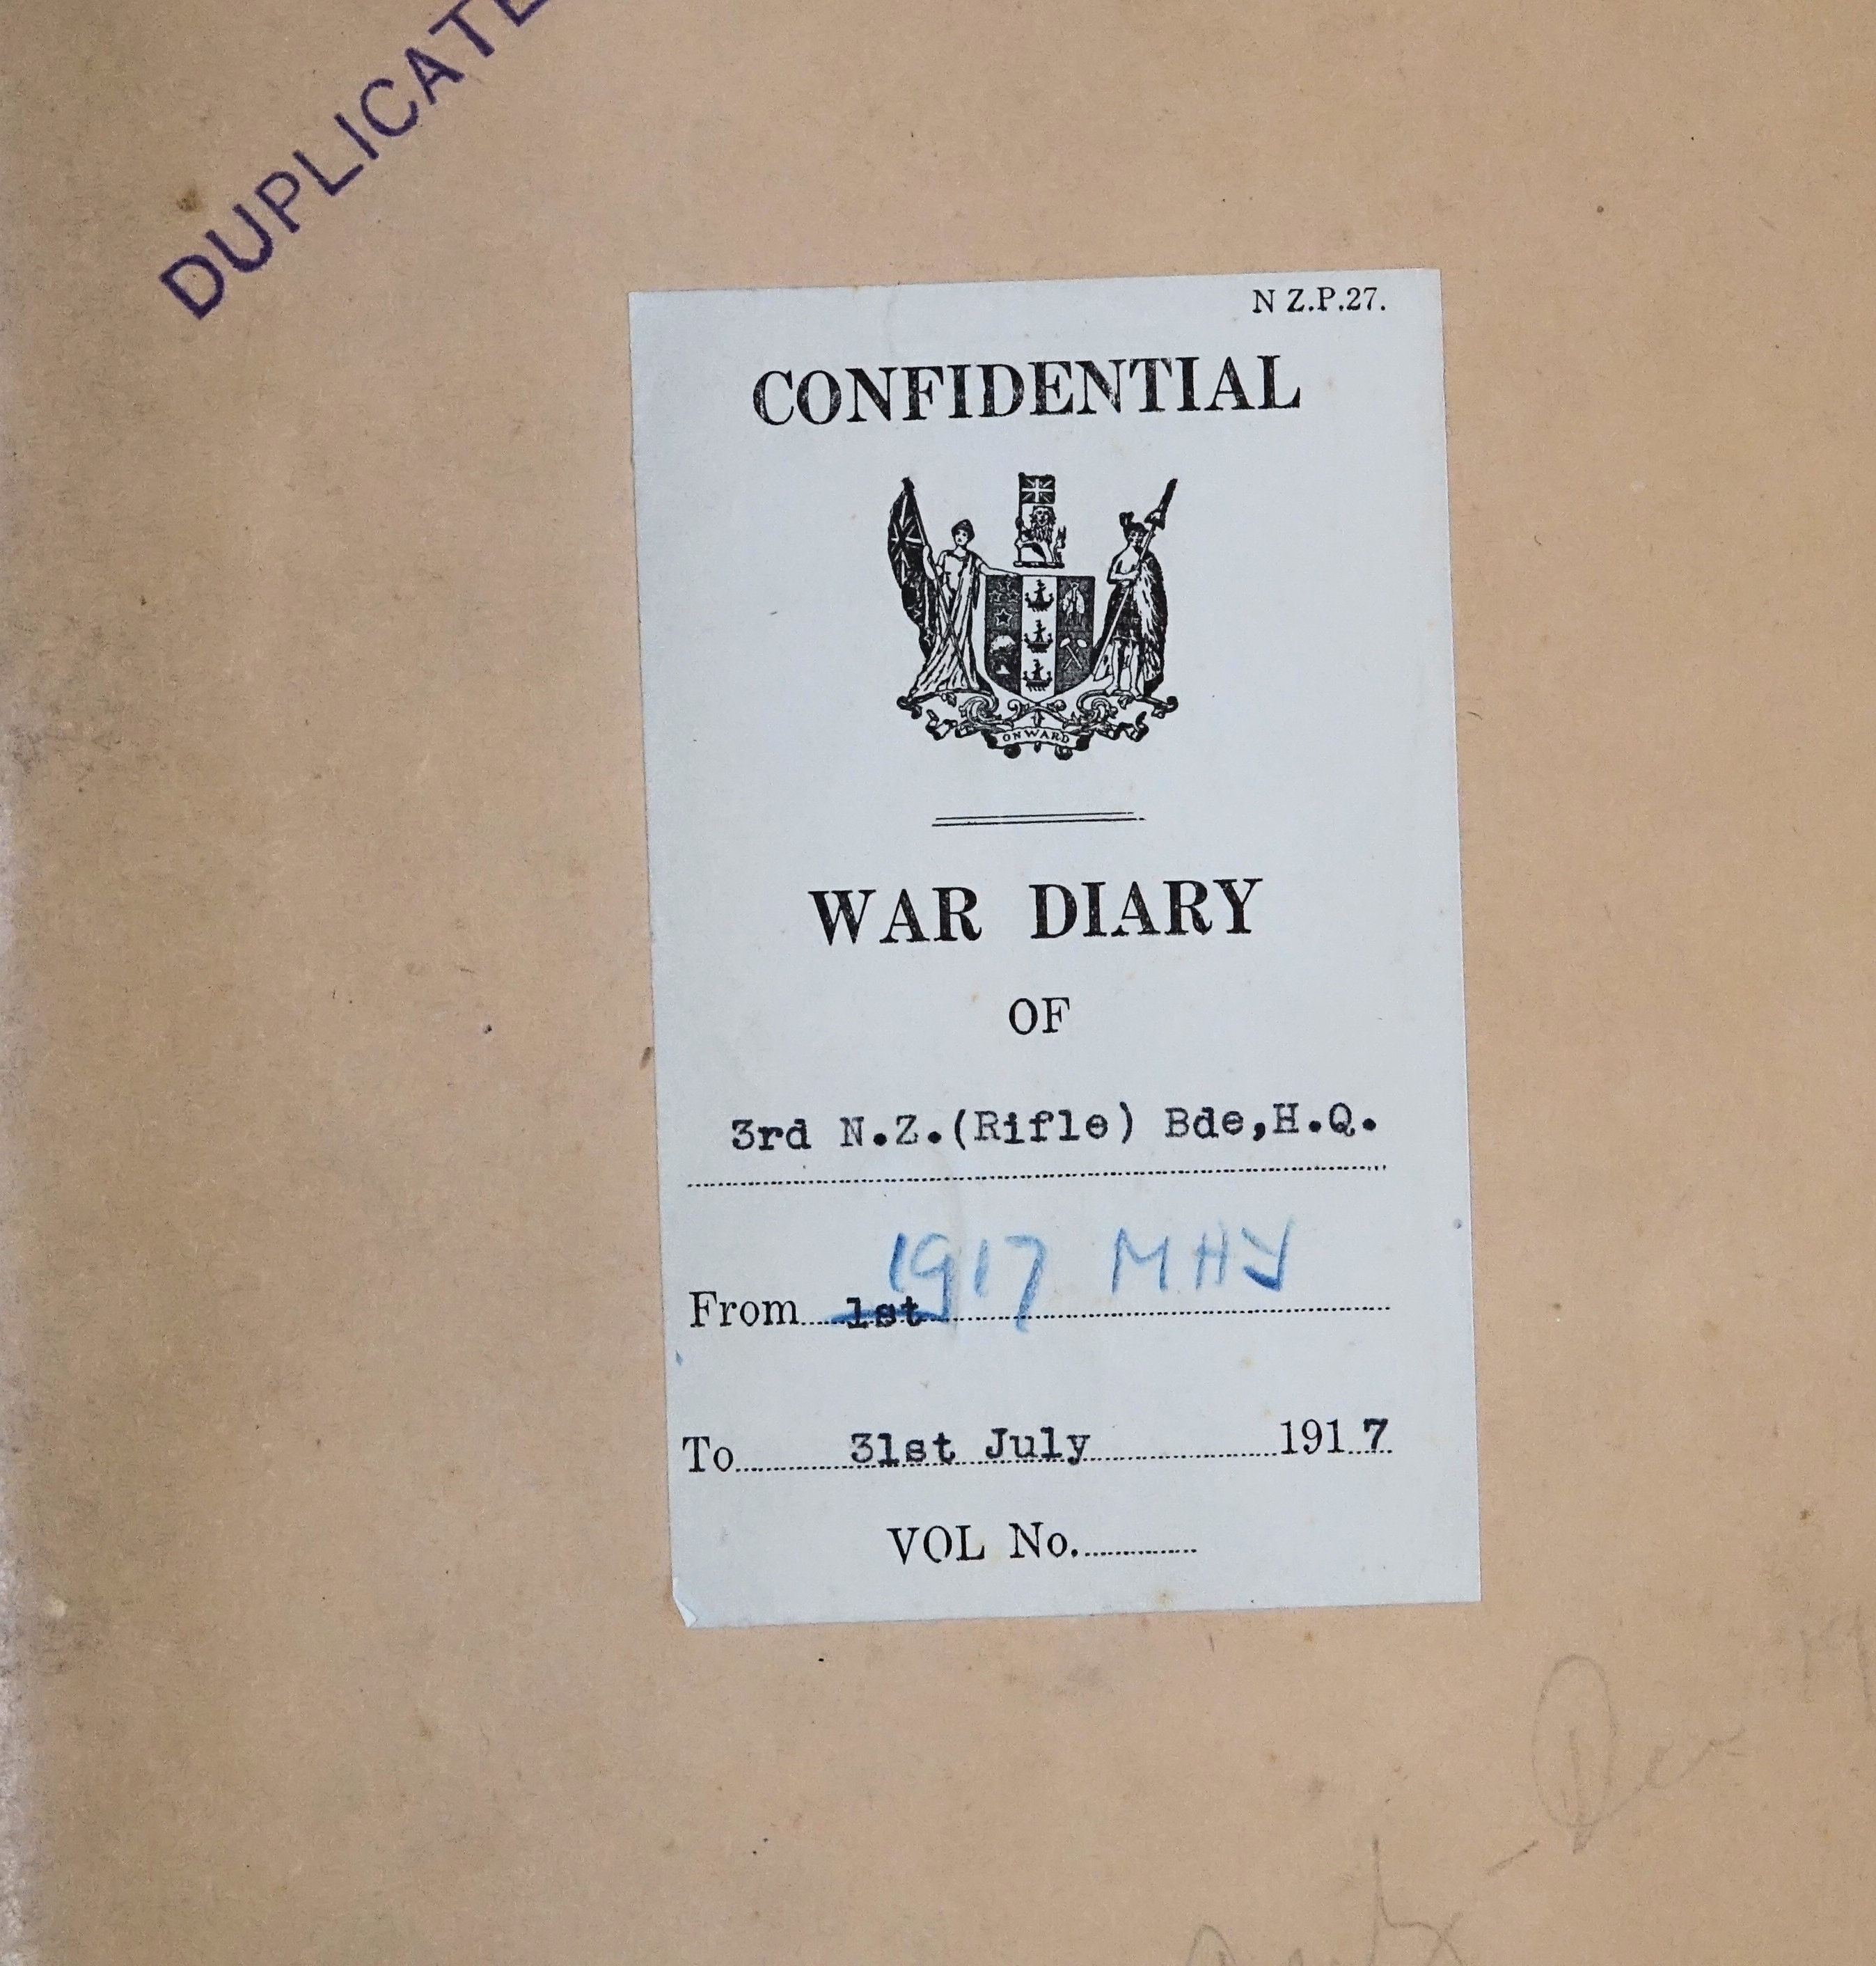 DUPLICATE
N Z.P.27.
CONFIDENTIAL
ONWARD
WAR DIARY
OF
3rd N.Z.(Rifle) Bde,H.Q.
1917 MAY
From 1st
To 31st July 1917
VOL No.